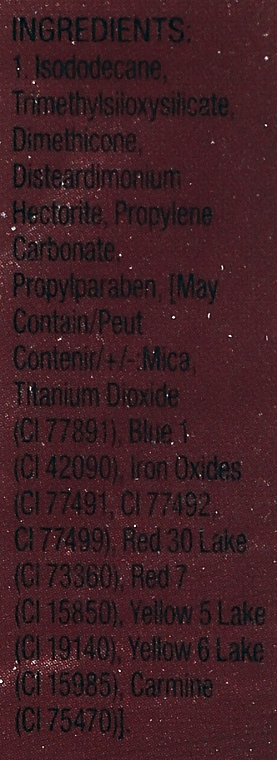 INGREDIENTS:
1. Isododecane,
Trimethylsiloxysilicate,
Dimethicone,
Disteardimonium
Hectorite, Propylene
Carbonate,
Propylparaben, [May
Contain/Peut
Contenir/+/-:Mica,
Titanium Dioxide
(CI 77891), Blue 1
(CI 42090), Iron Oxides
(CI 77491, CI 77492,
CI 77499), Red 30 Lake
(CI 73360), Red 7
(CI 15850), Yellow 5 Lake
(CI 19140), Yellow 6 Lake
(CI 15985), Carmine
(CI 75470)].